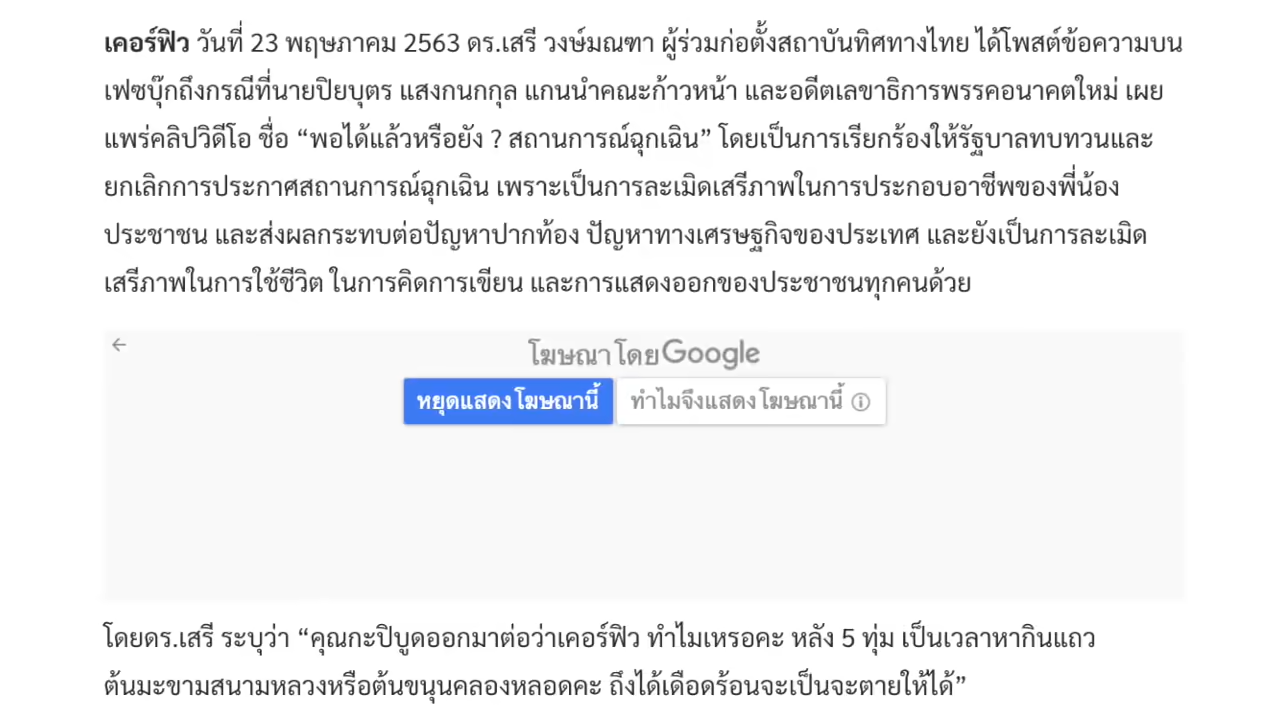 เคอร์ฟิว วันที่ 23 พฤษภาคม 2563 ดร.เสรี วงษ์มณฑา ผู้ร่วมก่อตั้งสถาบันทิศทางไทย ได้โพสต์ข้อความบน
เฟซบุ๊กถึงกรณีที่นายปิยบุตร แสงกนกกุล แกนนำคณะก้าวหน้า และอดีตเลขาธิการพรรคอนาคตใหม่ เผย
แพร่คลิปวิดีโอ ชื่อ “พอได้แล้วหรือยัง ? สถานการณ์ฉุกเฉิน” โดยเป็นการเรียกร้องให้รัฐบาลทบทวนและ
ยกเลิกการประกาศสถานการณ์ฉุกเฉิน เพราะเป็นการละเมิดเสรีภาพในการประกอบอาชีพของพี่น้อง
ประชาชน และส่งผลกระทบต่อปัญหาปากท้อง ปัญหาทางเศรษฐกิจของประเทศ และยังเป็นการละเมิด
เสรีภาพในการใช้ชีวิต ในการคิดการเขียน และการแสดงออกของประชาชนทุกคนด้วย
โฆษณาโดย Google
หยุดแสดงโฆษณานี้ ทำไมจึงแสดงโฆษณานี้
โดยดร.เสรี ระบุว่า “คุณกะปิบูดออกมาต่อว่าเคอร์ฟิว ทำไมเหรอคะ หลัง 5 ทุ่ม เป็นเวลาหากินแถว
ต้นมะขามสนามหลวงหรือต้นขนุนคลองหลอดคะ ถึงได้เดือดร้อนจะเป็นจะตายให้ได้”